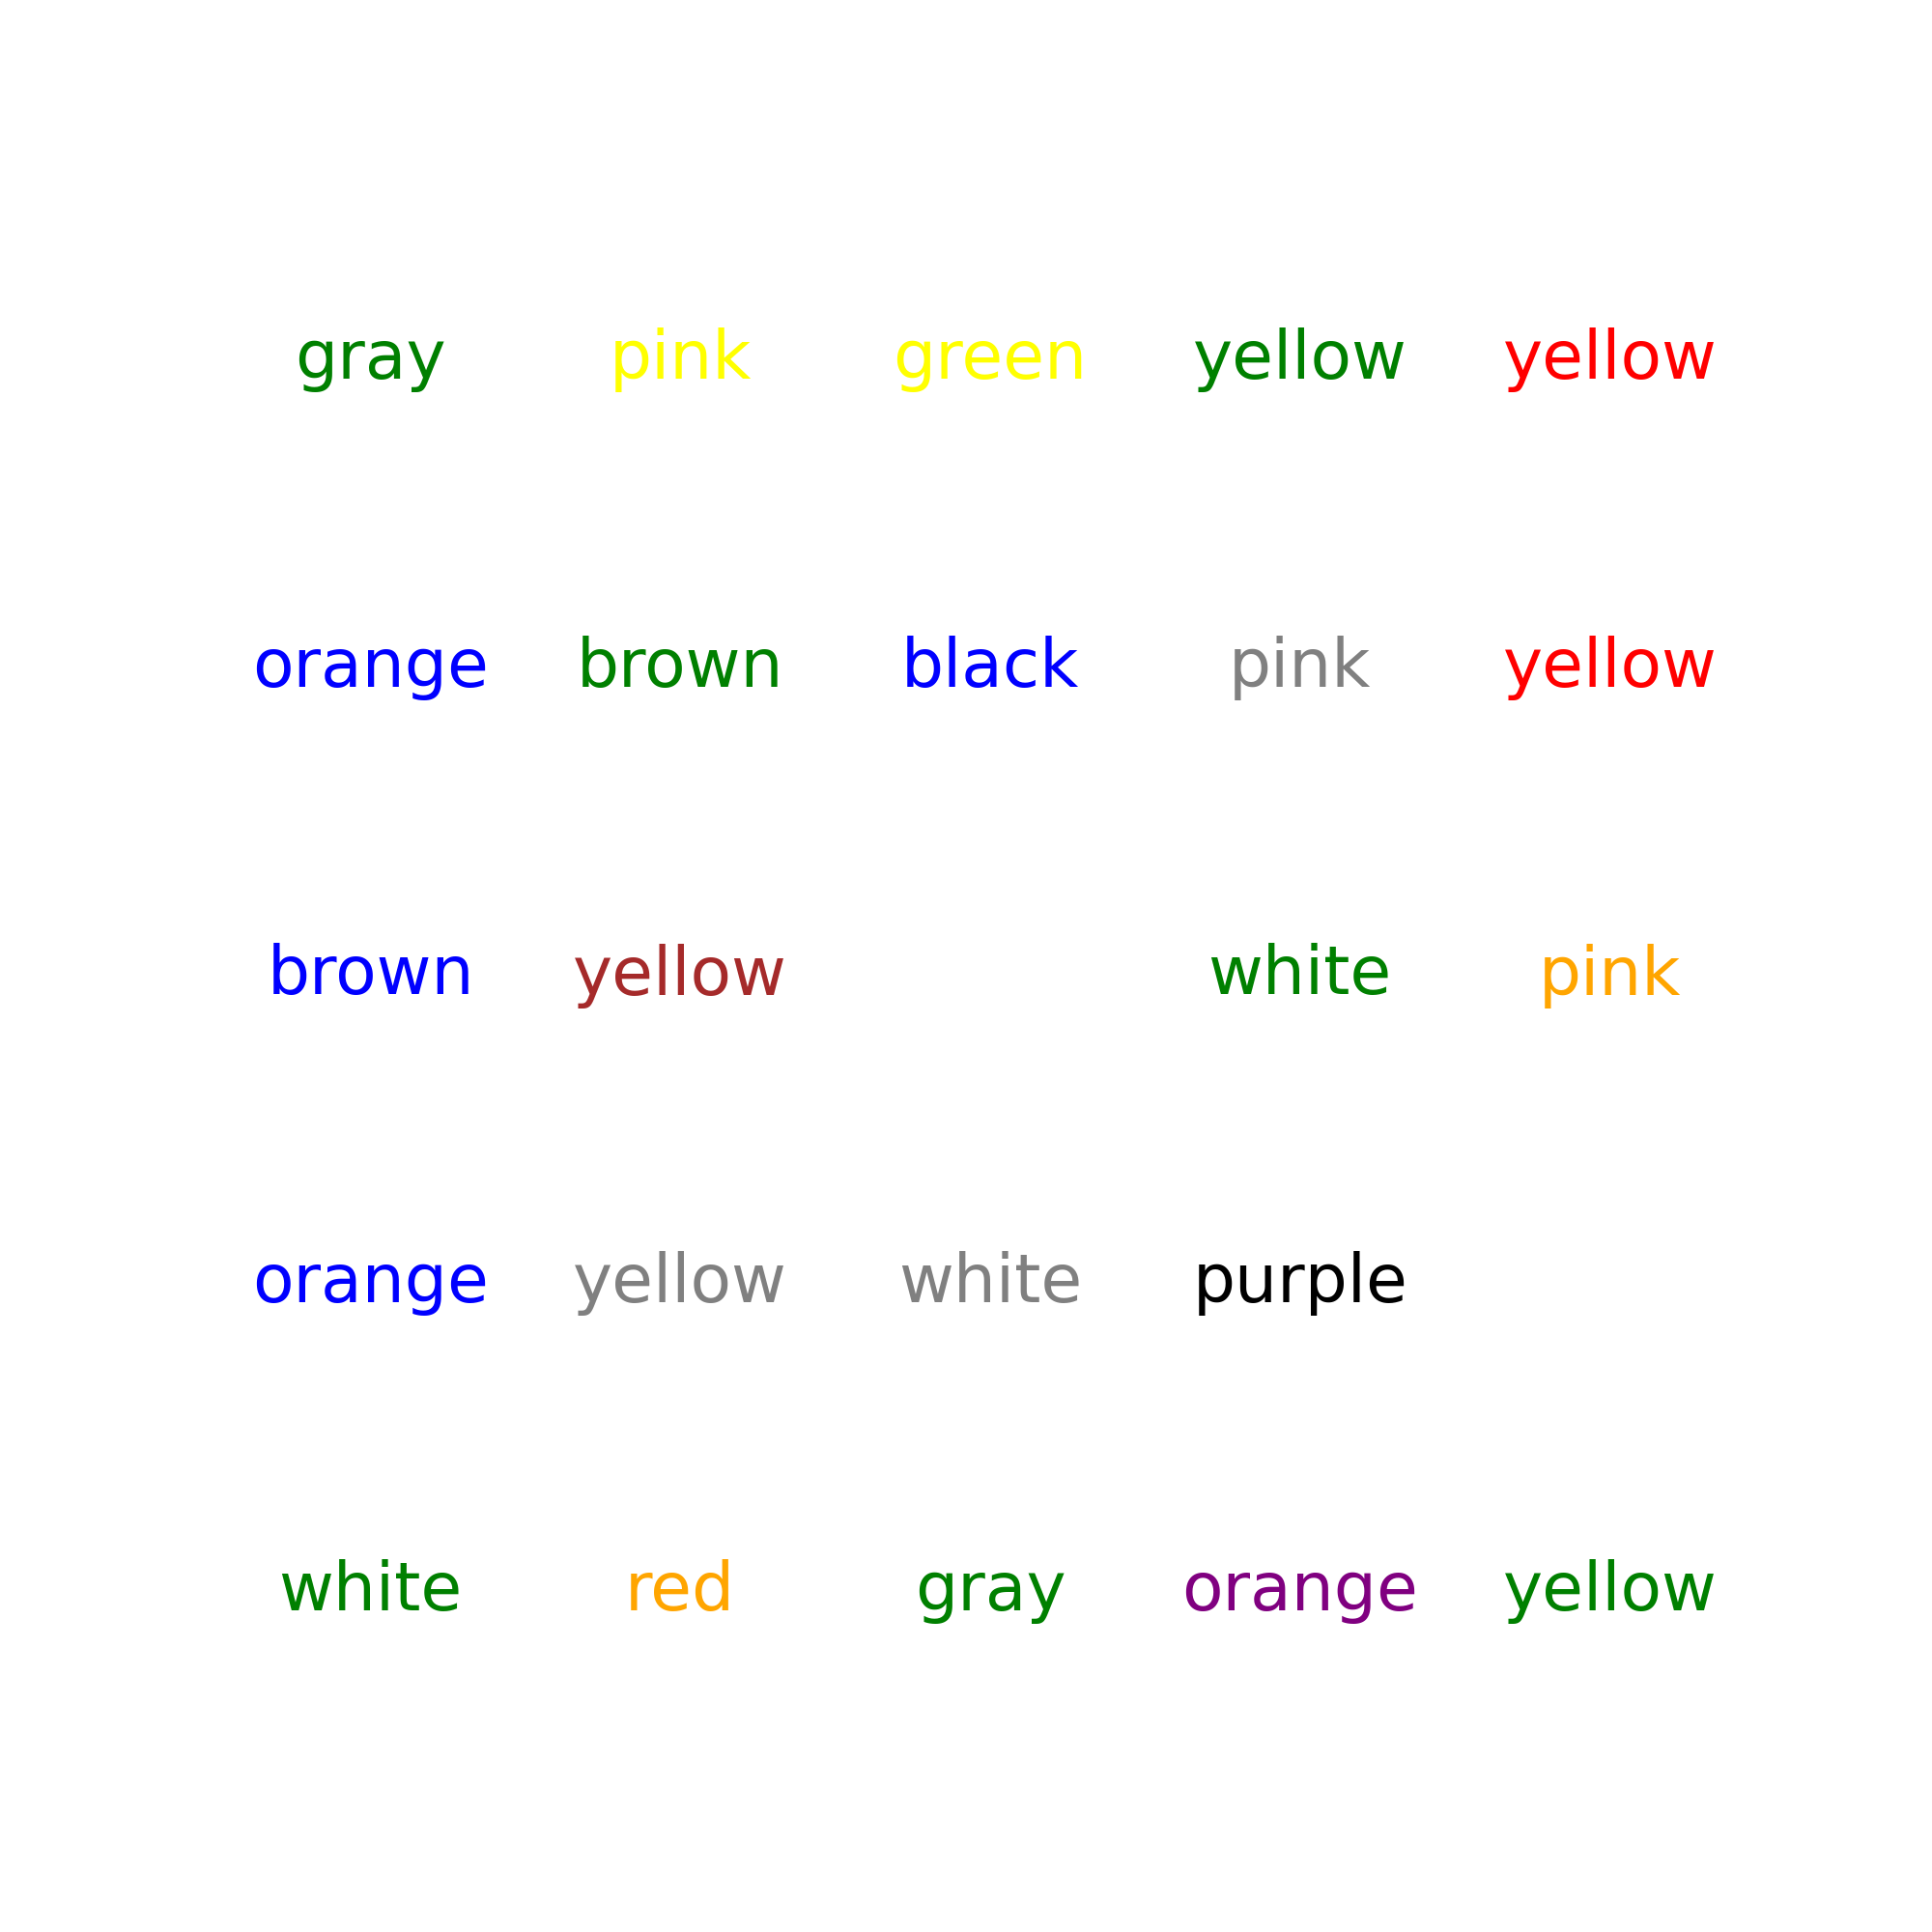 gray pink green yellow yellow
orange brown black pink yellow
brown yellow white pink
orange yellow white purple
white red gray orange yellow